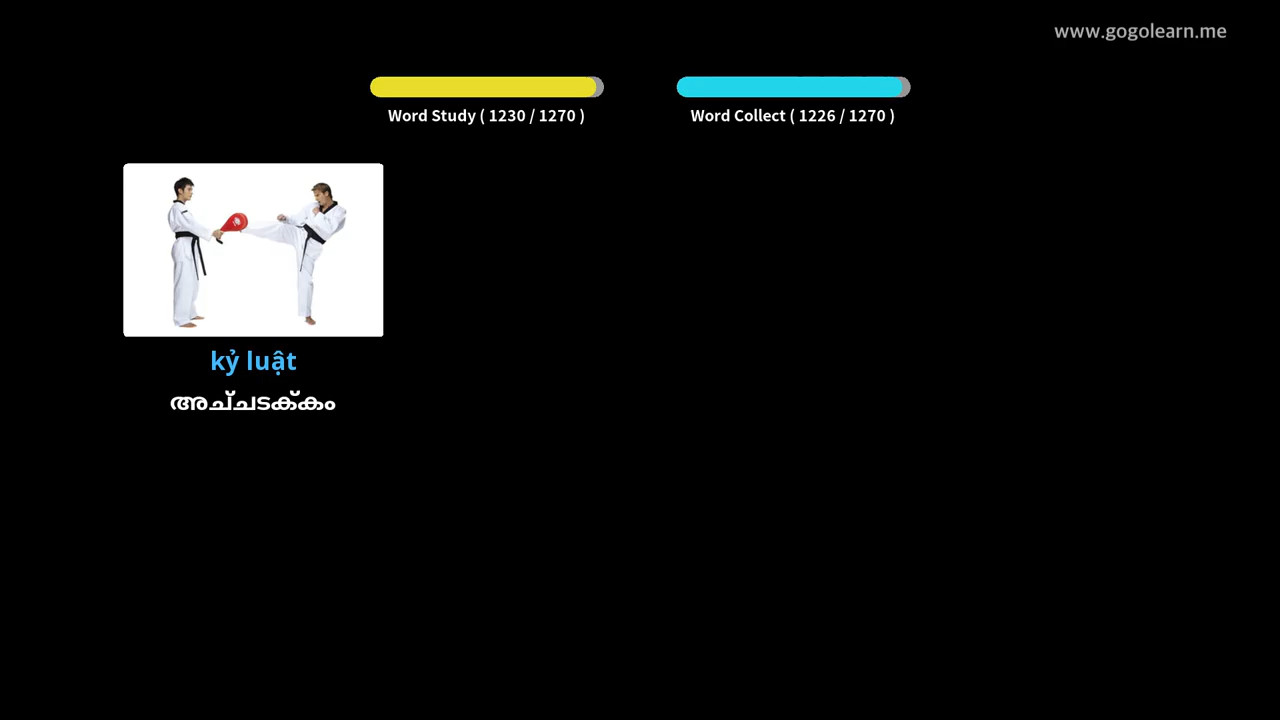 www.gogolearn.me
Word Study ( 1230 / 1270 )
Word Collect ( 1226 / 1270 )
kỷ luật
അച്ചടക്കം